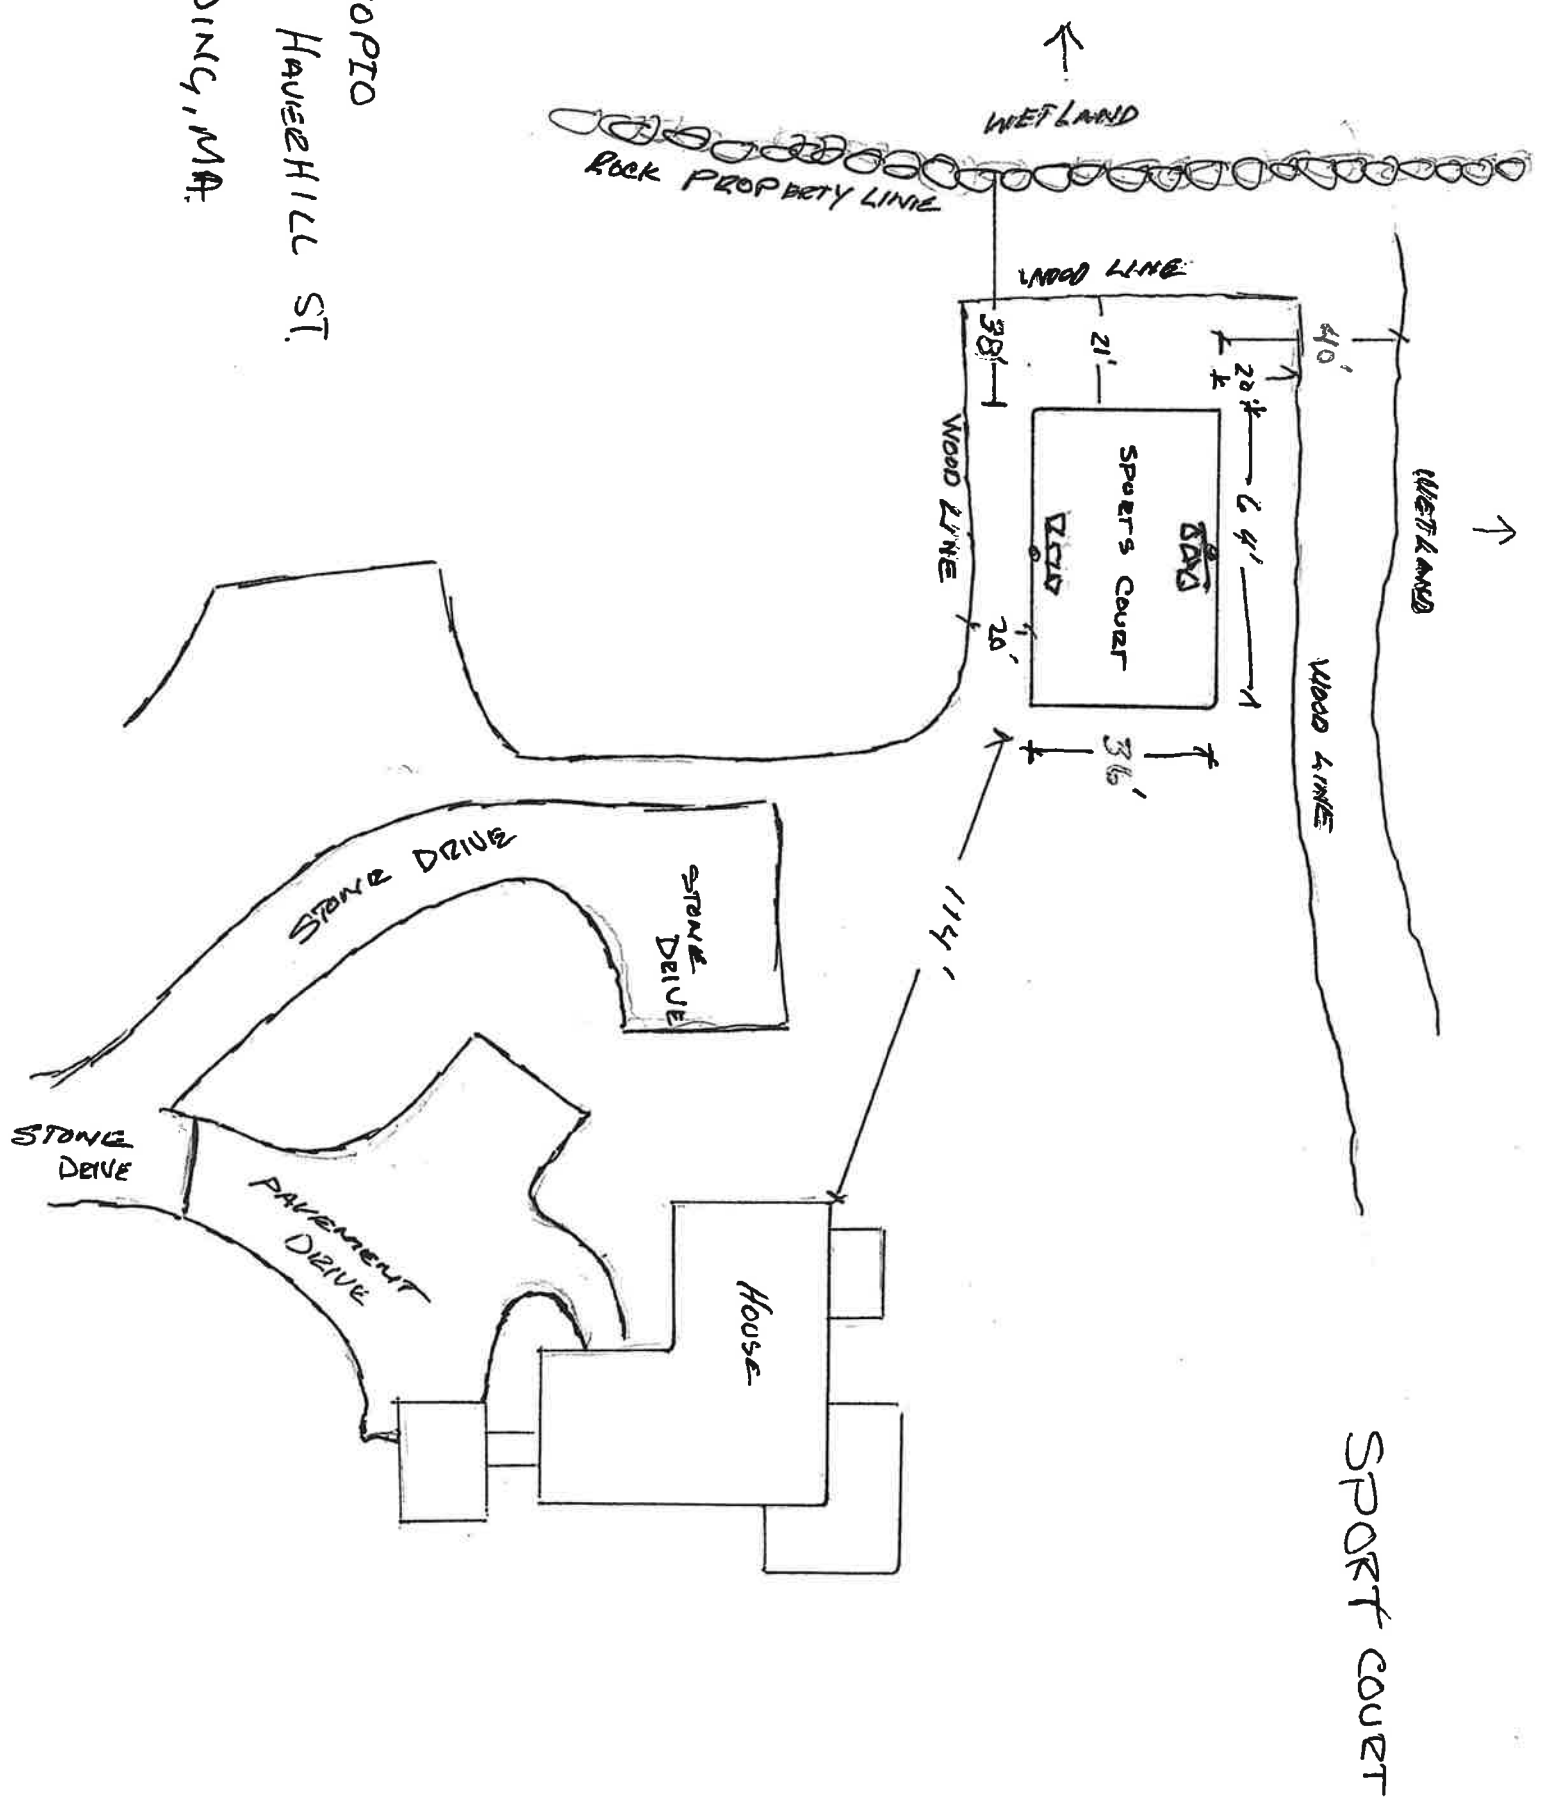 SPORT COURT
OPIO
HAVERHILL ST.
DING, MA.
WETLAND
ROCK PROPERTY LINE
WOOD LINE
38'
21'
40'
20'
64'
WETLAND
SPORTS COURT
WOOD LINE
20'
36'
WOOD LINE
114'
STONE DRIVE
STONE
DRIVE
STONE
DRIVE
PAVEMENT
DRIVE
HOUSE